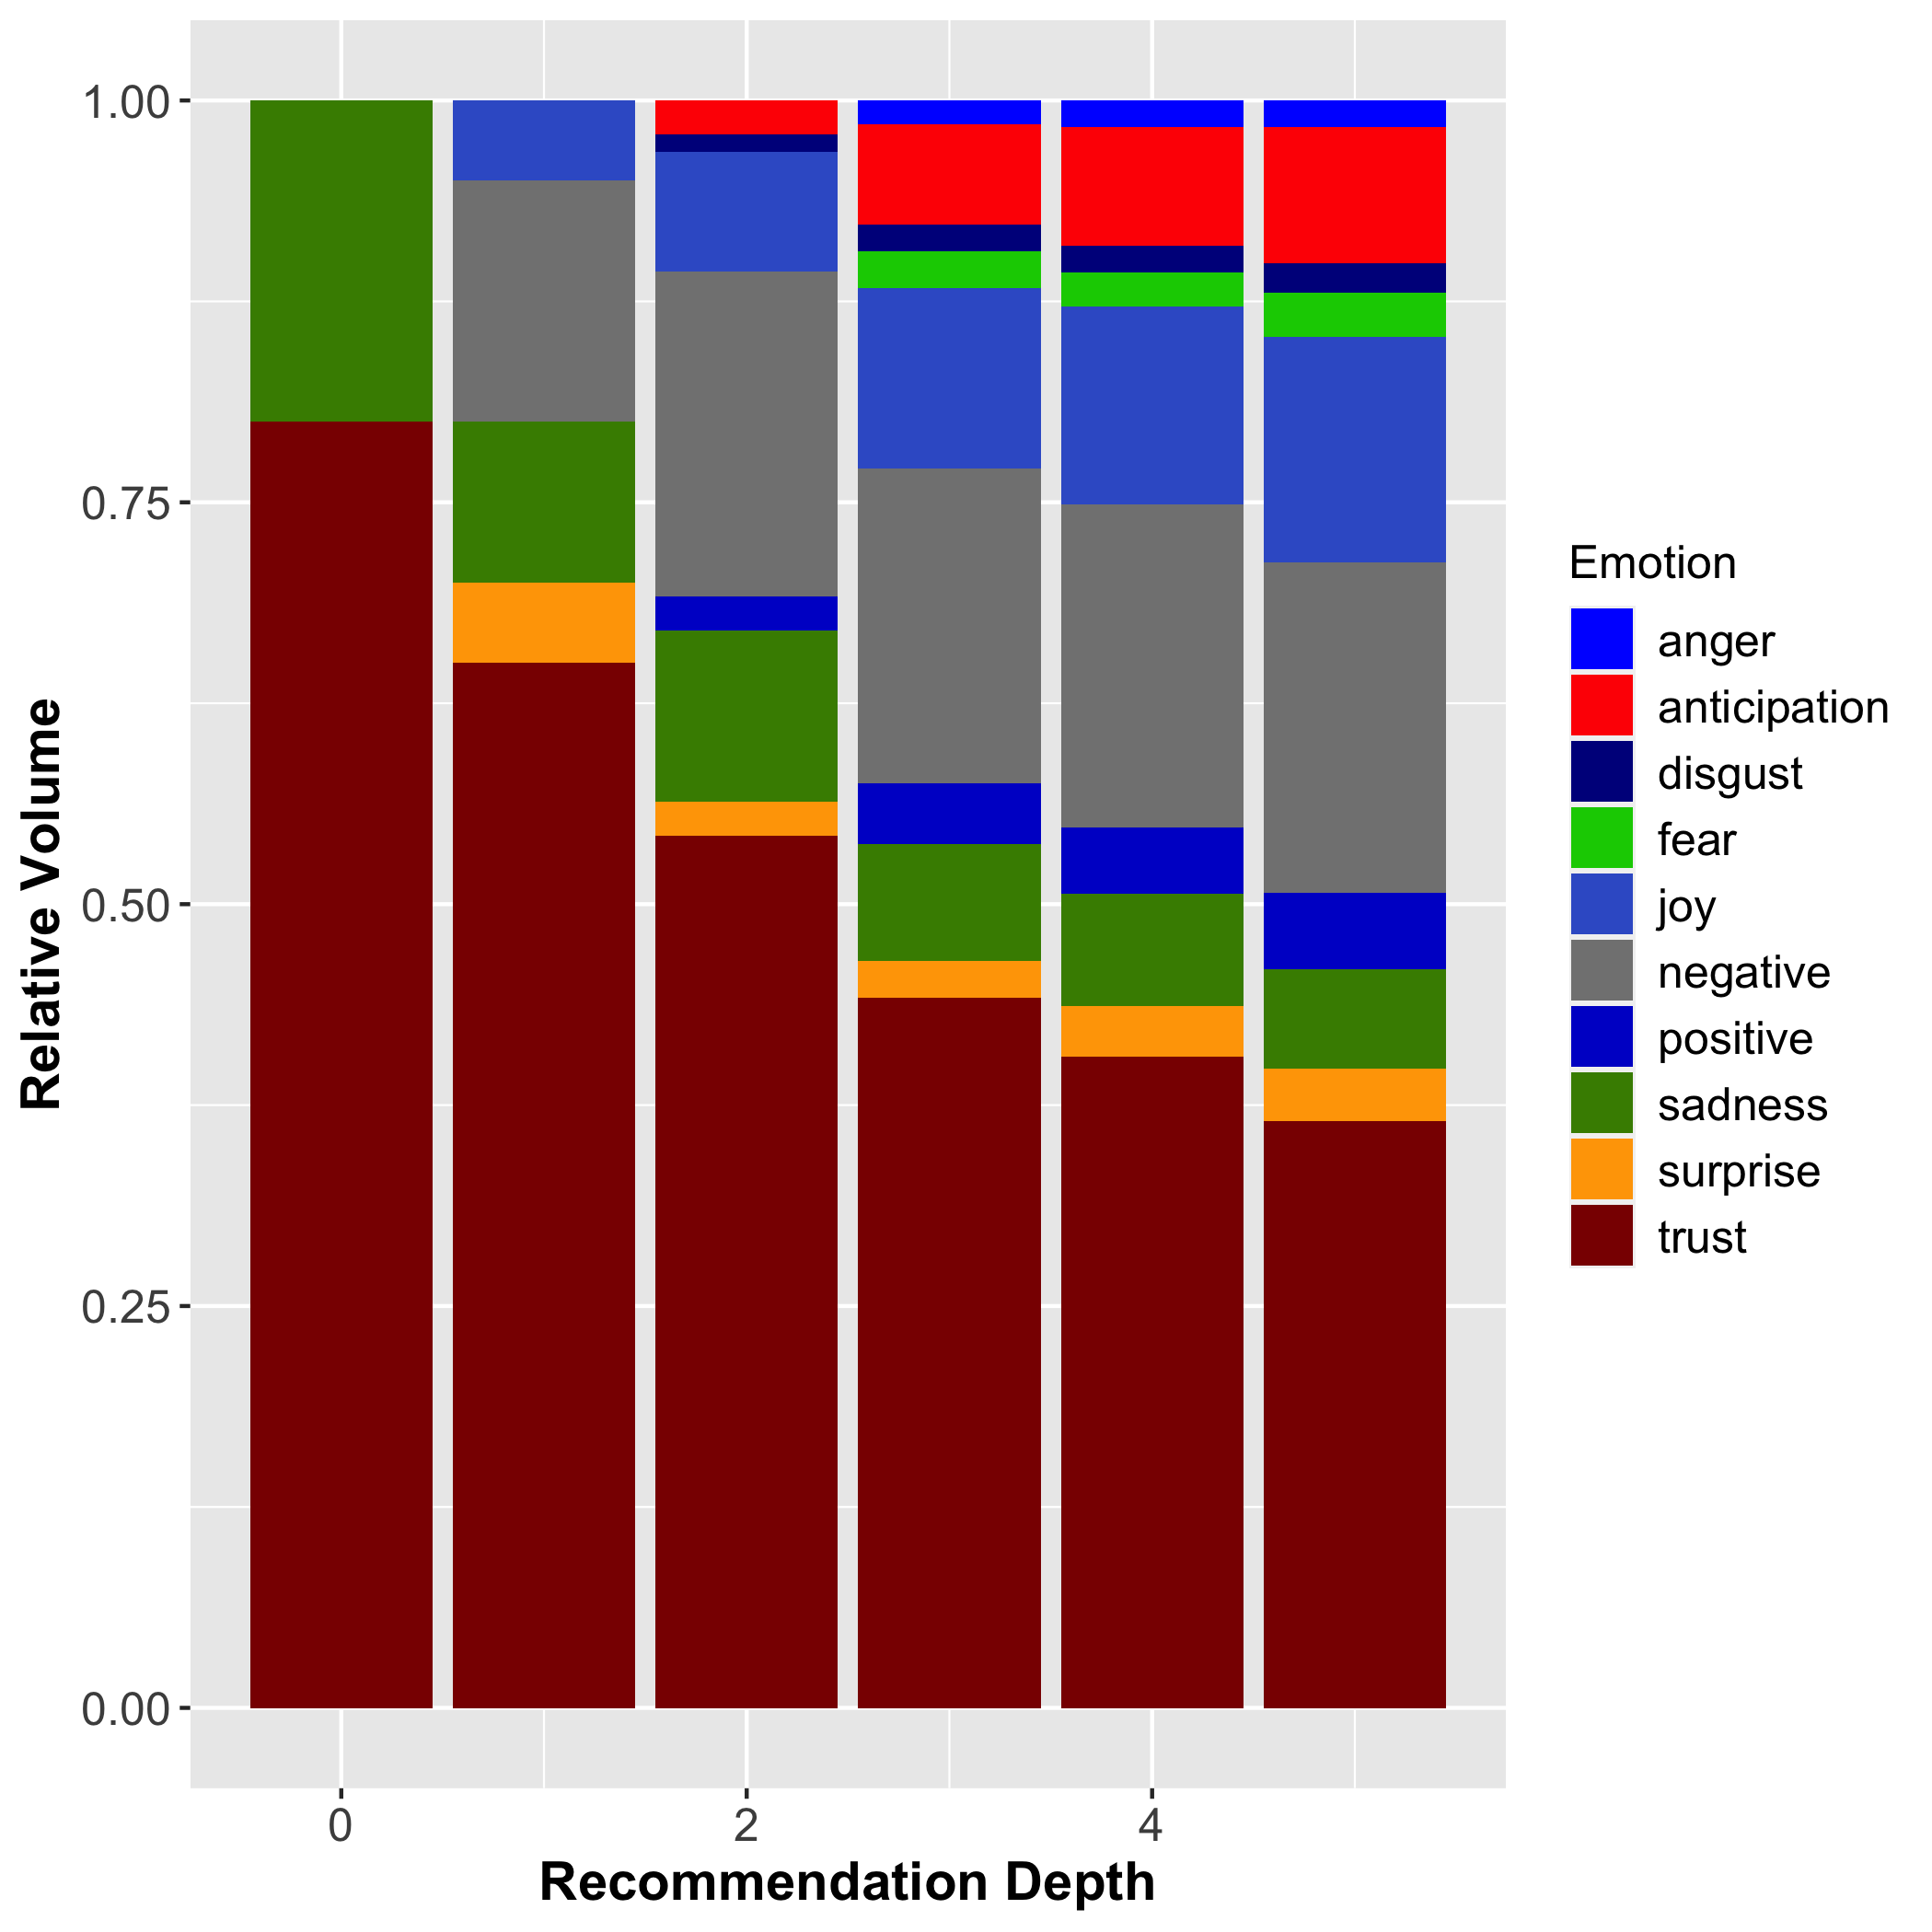 Relative Volume
1.00
0.75
0.50
0.25
0.00
0 2 4
Recommendation Depth
Emotion
anger
anticipation
disgust
fear
joy
negative
positive
sadness
surprise
trust